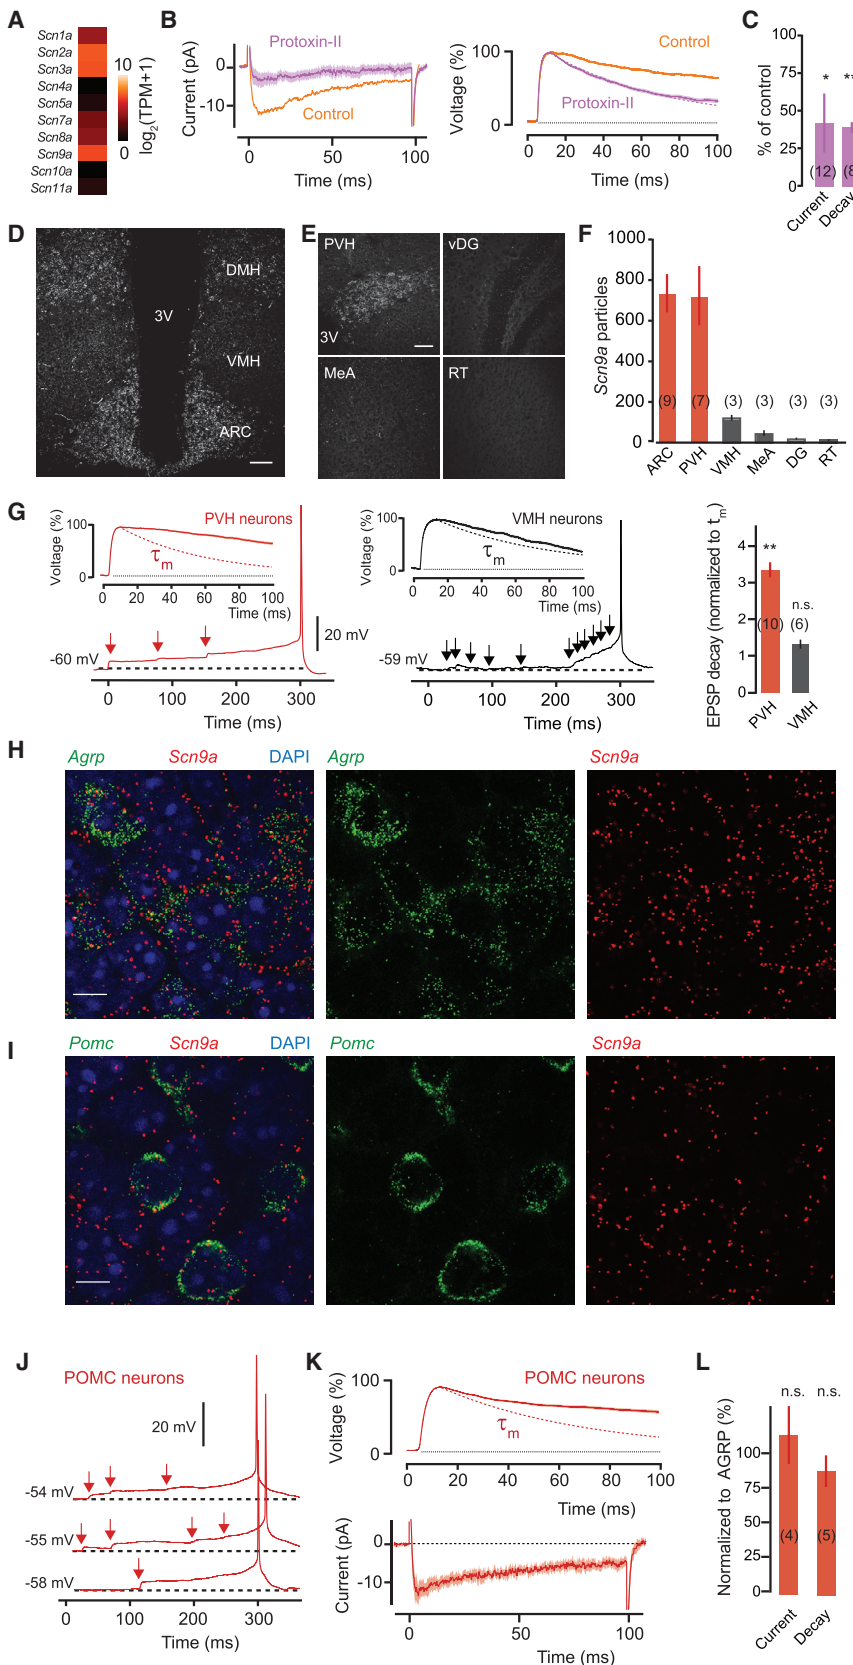 A
Scn1a
Scn2a
Scn3a
Scn4a
Scn5a
Scn7a
Scn8a
Scn9a
Scn10a
Scn11a
10
0
log2(TPM+1)
B
Protoxin-II
Control
Current (pA)
0
-10
0 50 100
Time (ms)
Control
Protoxin-II
Voltage (%)
100
0
0 20 40 60 80 100
Time (ms)
C
% of control
100
75
50
25
0
* **
(12) (8
Current
Decay
D
DMH
3V
VMH
ARC
E
PVH
3V
vDG
MeA
RT
F
Scn9a particles
1000
800
600
400
200
0
(9) (7) (3) (3) (3) (3)
ARC
PVH
VMH
MeA
DG
RT
G
Voltage (%)
100
0
PVH neurons
τm
0 20 40 60 80 100
Time (ms)
20 mV
-60 mV
0 100 200 300
Time (ms)
Voltage (%)
100
0
VMH neurons
τm
0 20 40 60 80 100
Time (ms)
-59 mV
0 100 200 300
Time (ms)
EPSP decay (normalized to tm)
4
3
2
1
0
**
n.s.
(10) (6)
PVH
VMH
H
Agrp Scn9a DAPI
Agrp
Scn9a
I
Pomc Scn9a DAPI
Pomc
Scn9a
J
POMC neurons
20 mV
-54 mV
-55 mV
-58 mV
0 100 200 300
Time (ms)
K
POMC neurons
Voltage (%)
100
0
τm
0 20 40 60 80 100
Time (ms)
Current (pA)
0
-10
0 50 100
Time (ms)
L
n.s. n.s.
Normalized to AGRP (%)
100
75
50
25
0
(4) (5)
Current
Decay